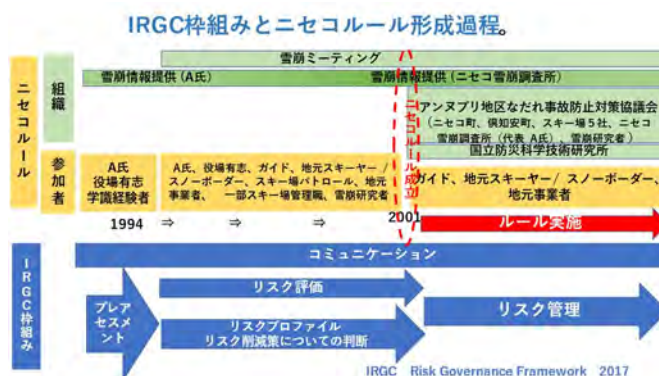 IRGC枠組みとニセコルール形成過程。
ニセコルール
組織
雪崩ミーティング
雪崩情報提供（A氏）
雪崩情報提供（ニセコ雪崩調査所）
アンヌプリ地区なだれ事故防止対策協議会
（ニセコ町、倶知安町、スキー場５社、ニセコ
雪崩調査所（代表 A氏）、雪崩研究者）
国立防災科学技術研究所
ニセコルール成立
参加者
A氏
役場有志
学識経験者
A氏、役場有志、ガイド、地元スキーヤー /
スノーボーダー、スキー場パトロール、地元
事業者、 一部スキー場管理職、雪崩研究者
ガイド、地元スキーヤー / スノーボーダー、
地元事業者
1994 ⇒ ⇒ ⇒ 2001
ルール実施
IRGC枠組み
コミュニケーション
プレア
セスメ
ント
リスク評価
リスクプロファイル
リスク削減策についての判断
リスク管理
IRGC Risk Governance Framework 2017